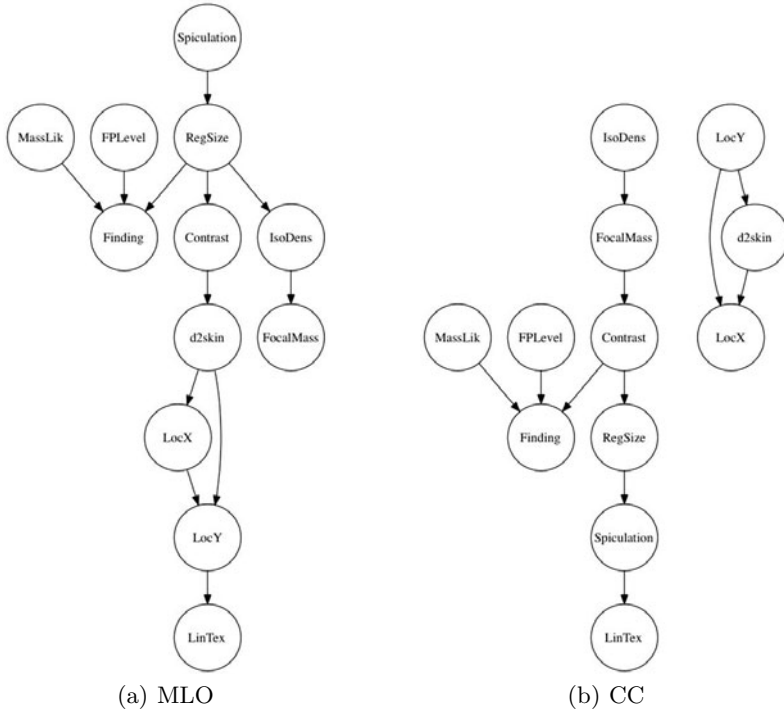 Spiculation
MassLik
FPLevel
RegSize
Finding
Contrast
IsoDens
d2skin
FocalMass
LocX
LocY
LinTex
(a) MLO
IsoDens
LocY
FocalMass
d2skin
MassLik
FPLevel
Contrast
LocX
Finding
RegSize
Spiculation
LinTex
(b) CC